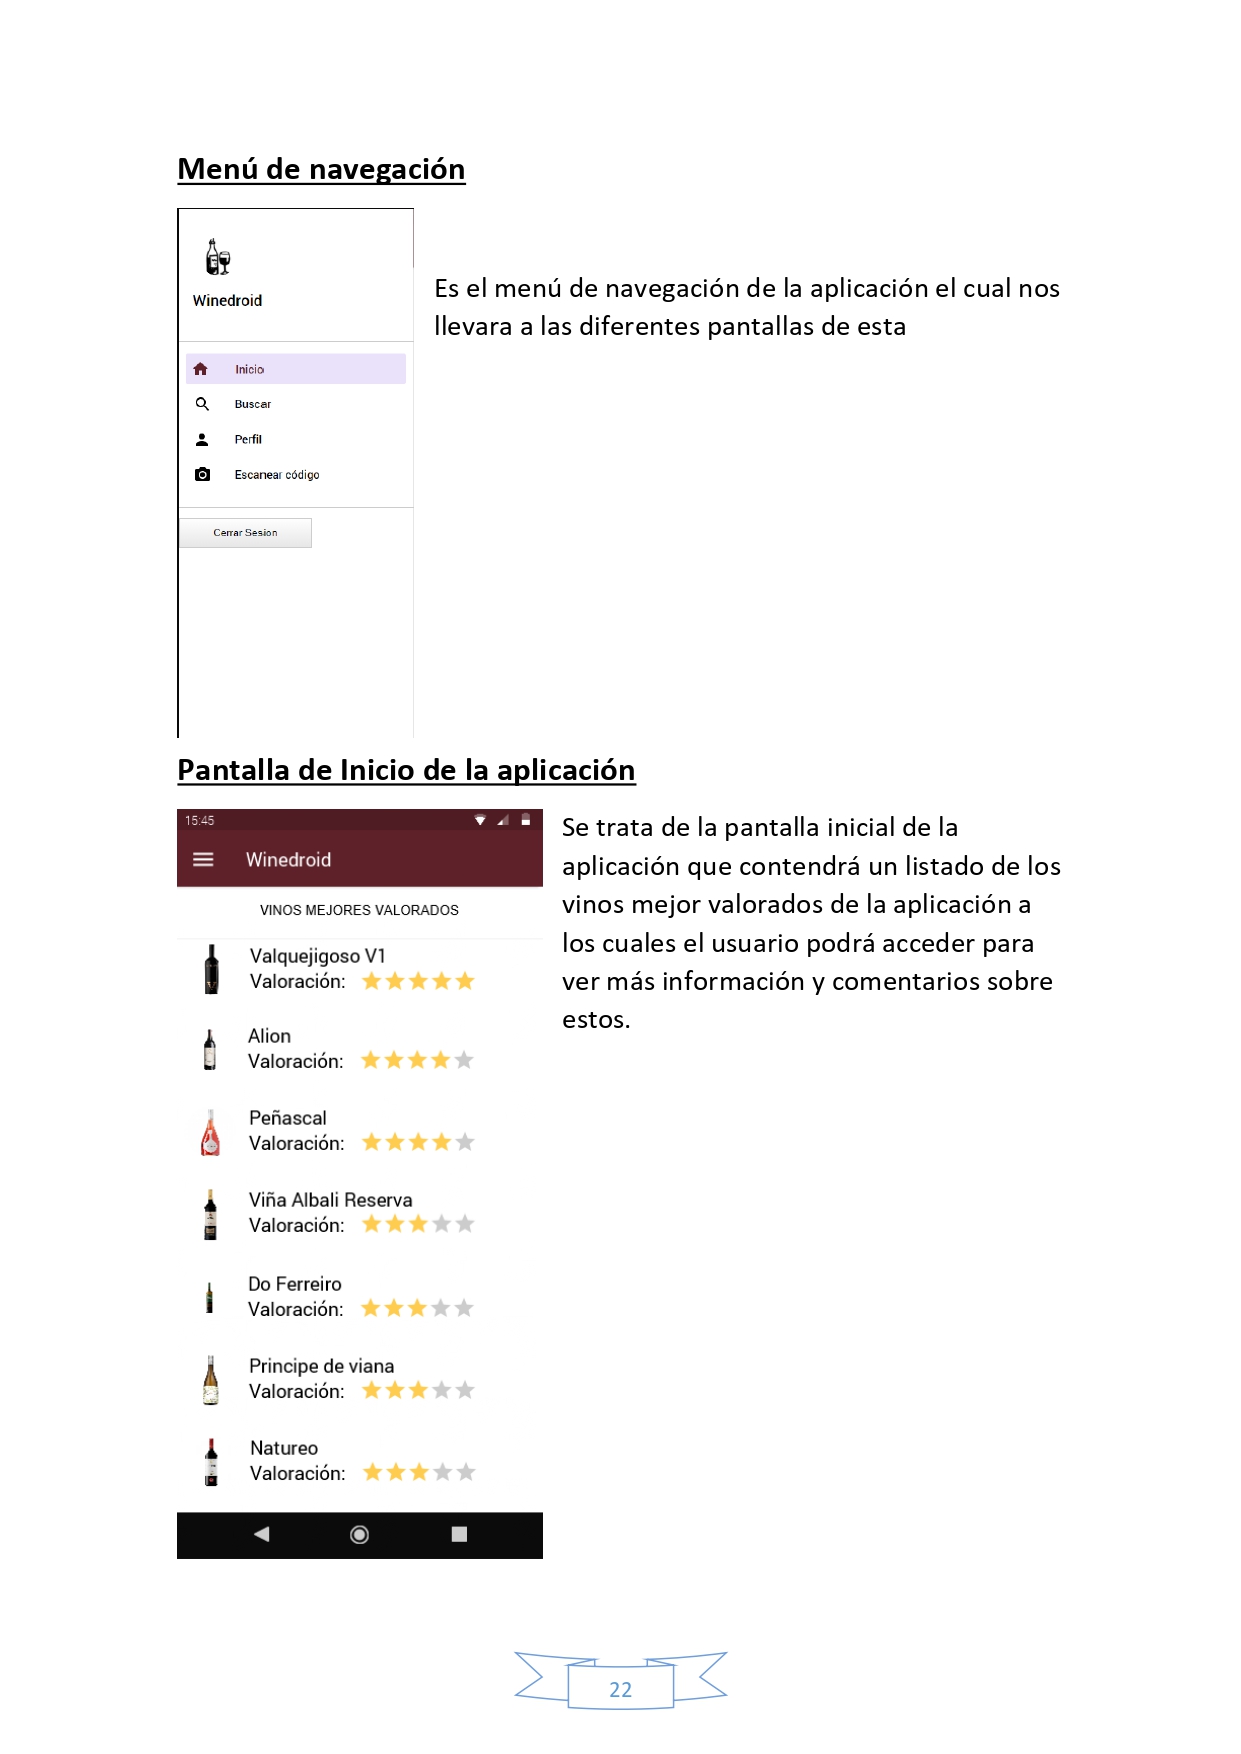 Menú de navegación
Winedroid
Inicio
Buscar
Perfil
Escanear código
Cerrar Sesion
Es el menú de navegación de la aplicación el cual nos
llevara a las diferentes pantallas de esta
Pantalla de Inicio de la aplicación
15:45
Winedroid
VINOS MEJORES VALORADOS
Valquejigoso V1
Valoración:
Alion
Valoración:
Peñascal
Valoración:
Viña Albali Reserva
Valoración:
Do Ferreiro
Valoración:
Principe de viana
Valoración:
Natureo
Valoración:
Se trata de la pantalla inicial de la
aplicación que contendrá un listado de los
vinos mejor valorados de la aplicación a
los cuales el usuario podrá acceder para
ver más información y comentarios sobre
estos.
22